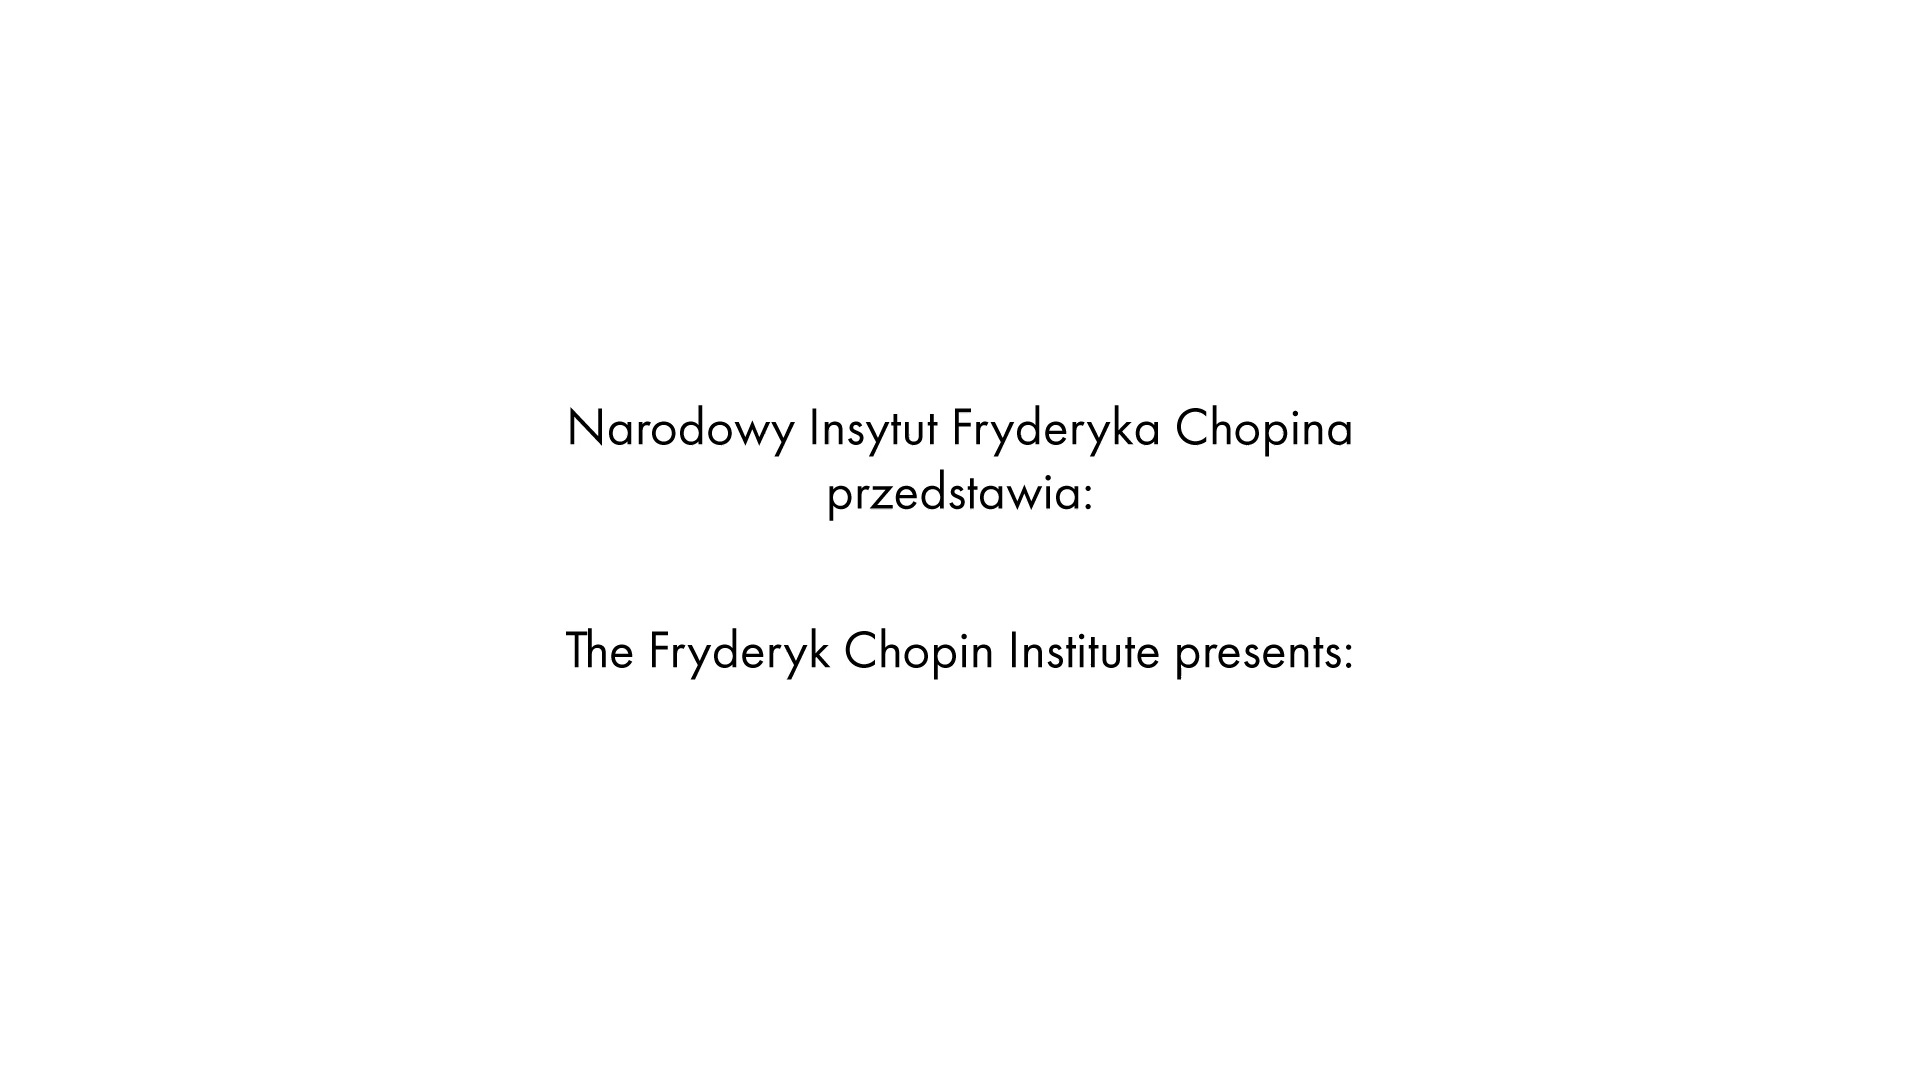 Narodowy Insytut Fryderyka Chopina
przedstawia:
The Fryderyk Chopin Institute presents: